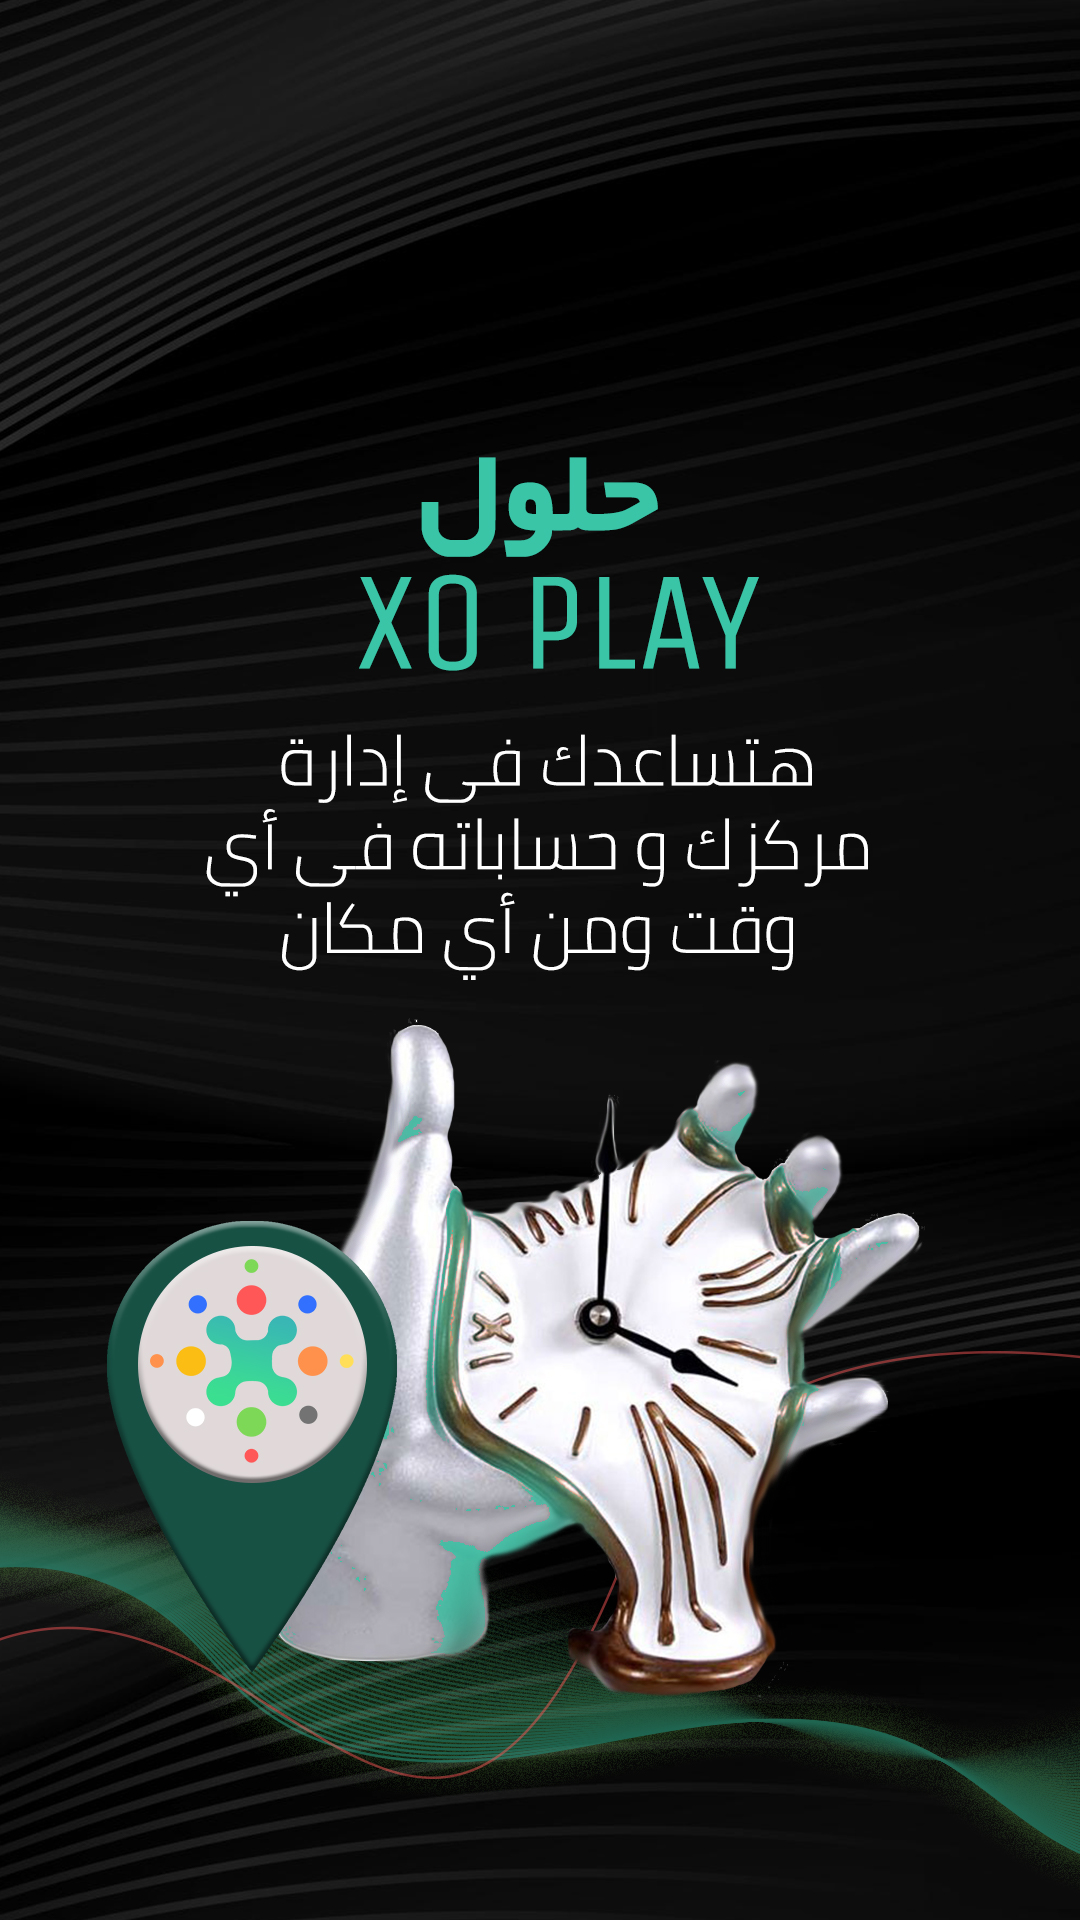 حلول
XO PLAY
هتساعدك فى إدارة
مركزك و حساباته فى أي
وقت ومن أي مكان